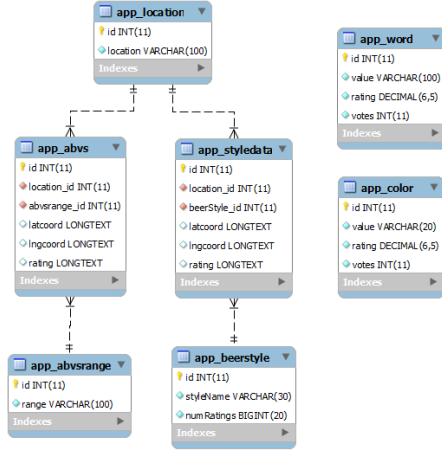 app_location
id INT(11)
location VARCHAR(100)
Indexes
app_word
id INT(11)
value VARCHAR(100)
rating DECIMAL(6,5)
votes INT(11)
Indexes
app_abvs
id INT(11)
location_id INT(11)
abvsrange_id INT(11)
latcoord LONGTEXT
lngcoord LONGTEXT
rating LONGTEXT
Indexes
app_styledata
id INT(11)
location_id INT(11)
beerStyle_id INT(11)
latcoord LONGTEXT
lngcoord LONGTEXT
rating LONGTEXT
Indexes
app_color
id INT(11)
value VARCHAR(20)
rating DECIMAL(6,5)
votes INT(11)
Indexes
app_abvsrange
id INT(11)
range VARCHAR(100)
Indexes
app_beerstyle
id INT(11)
styleName VARCHAR(30)
numRatings BIGINT(20)
Indexes